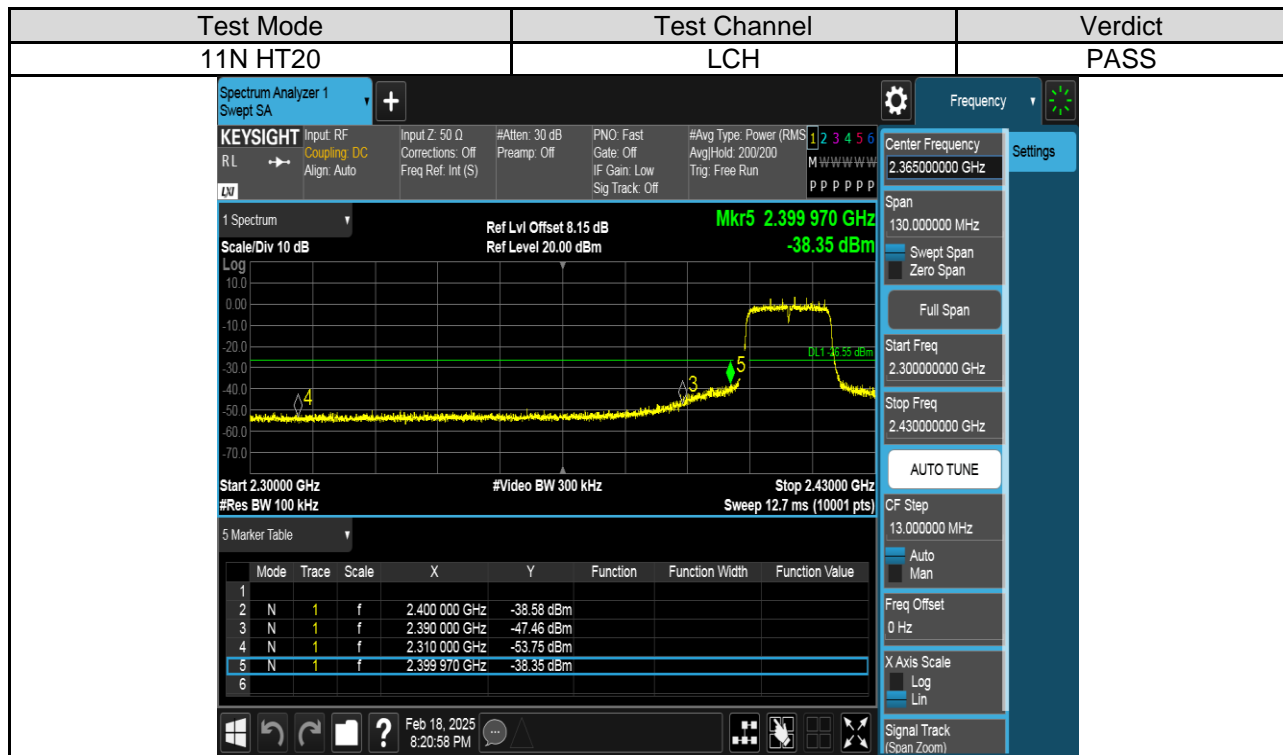 Test Mode Test Channel Verdict
11N HT20 LCH PASS
Spectrum Analyzer 1
Swept SA
+
Frequency
KEYSIGHT
RL
LXI
Input: RF
Coupling: DC
Align: Auto
Input Z: 50 Ω
Corrections: Off
Freq Ref: Int (S)
#Atten: 30 dB
Preamp: Off
PNO: Fast
Gate: Off
IF Gain: Low
Sig Track: Off
#Avg Type: Power (RMS
Avg|Hold: 200/200
Trig: Free Run
1 2 3 4 5 6
M W W W W W
P P P P P P
1 Spectrum
Scale/Div 10 dB
Ref Lvl Offset 8.15 dB
Ref Level 20.00 dBm
Mkr5 2.399 970 GHz
-38.35 dBm
Log
10.0
0.00
-10.0
-20.0
-30.0
-40.0
-50.0
-60.0
-70.0
DL1 -26.55 dBm
5
3
4
Start 2.30000 GHz #Video BW 300 kHz Stop 2.43000 GHz
#Res BW 100 kHz Sweep 12.7 ms (10001 pts)
5 Marker Table
Mode Trace Scale X Y Function Function Width Function Value
1
2 N 1 f 2.400 000 GHz -38.58 dBm
3 N 1 f 2.390 000 GHz -47.46 dBm
4 N 1 f 2.310 000 GHz -53.75 dBm
5 N 1 f 2.399 970 GHz -38.35 dBm
6
Feb 18, 2025
8:20:58 PM
?
Center Frequency
2.365000000 GHz
Settings
Span
130.000000 MHz
Swept Span
Zero Span
Full Span
Start Freq
2.300000000 GHz
Stop Freq
2.430000000 GHz
AUTO TUNE
CF Step
13.000000 MHz
Auto
Man
Freq Offset
0 Hz
X Axis Scale
Log
Lin
Signal Track
(Span Zoom)